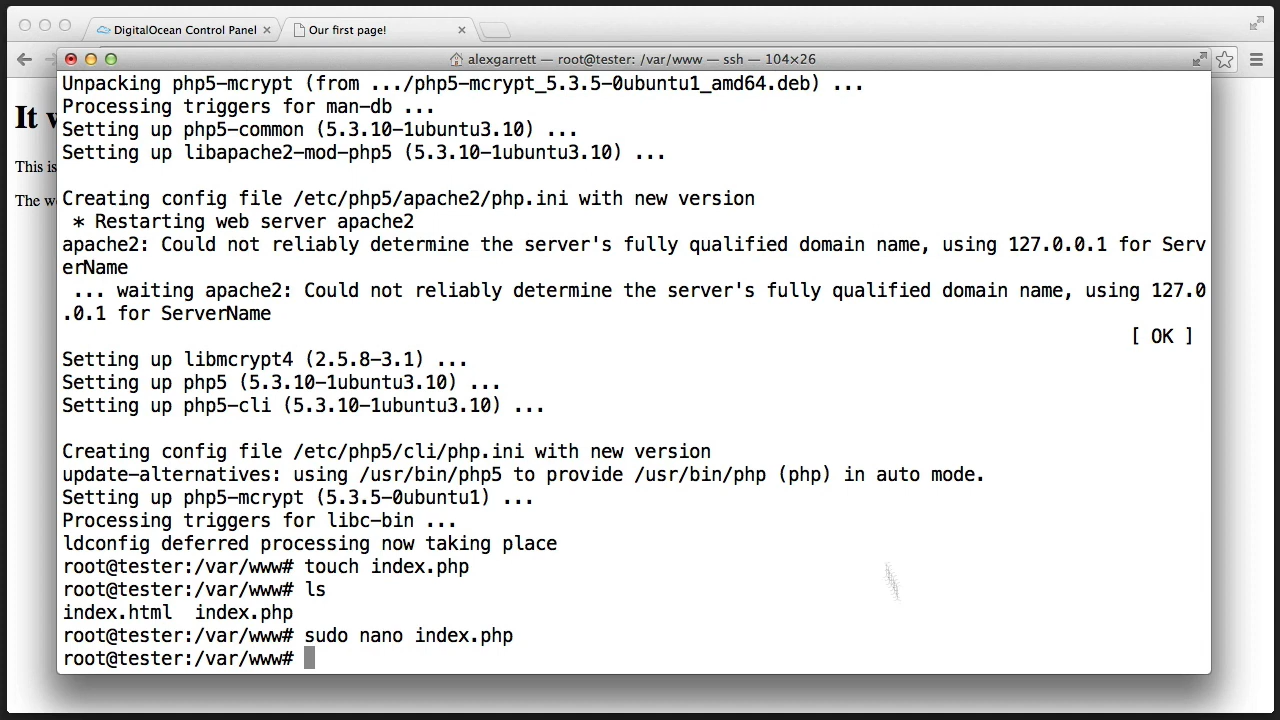 DigitalOcean Control Panel
Our first page!
alexgarrett — root@tester: /var/www — ssh — 104×26
It
This is
The
Unpacking php5-mcrypt (from .../php5-mcrypt_5.3.5-0ubuntu1_amd64.deb) ...
Processing triggers for man-db ...
Setting up php5-common (5.3.10-1ubuntu3.10) ...
Setting up libapache2-mod-php5 (5.3.10-1ubuntu3.10) ...
Creating config file /etc/php5/apache2/php.ini with new version
* Restarting web server apache2
apache2: Could not reliably determine the server's fully qualified domain name, using 127.0.0.1 for Serv
erName
... waiting apache2: Could not reliably determine the server's fully qualified domain name, using 127.0
.0.1 for ServerName
[ OK ]
Setting up libmcrypt4 (2.5.8-3.1) ...
Setting up php5 (5.3.10-1ubuntu3.10) ...
Setting up php5-cli (5.3.10-1ubuntu3.10) ...
Creating config file /etc/php5/cli/php.ini with new version
update-alternatives: using /usr/bin/php5 to provide /usr/bin/php (php) in auto mode.
Setting up php5-mcrypt (5.3.5-0ubuntu1) ...
Processing triggers for libc-bin ...
ldconfig deferred processing now taking place
root@tester:/var/www# touch index.php
root@tester:/var/www# ls
index.html  index.php
root@tester:/var/www# sudo nano index.php
root@tester:/var/www#